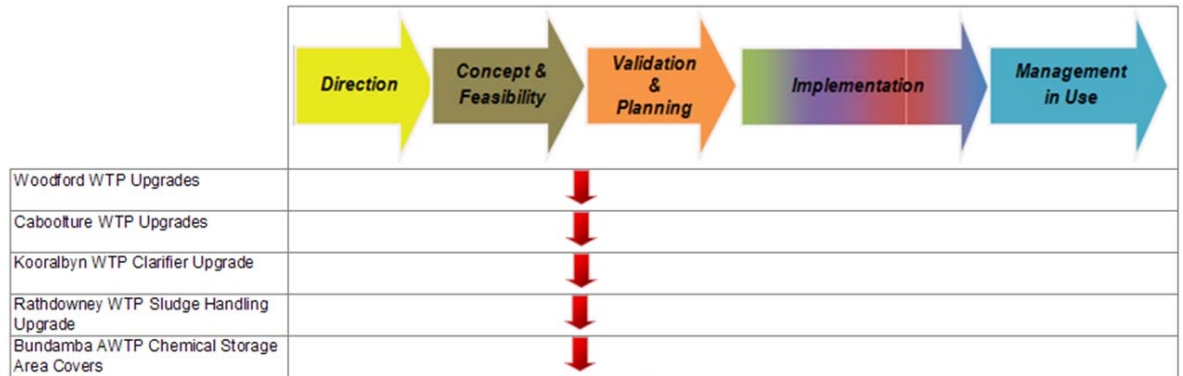 Direction
Concept &
Feasibility
Validation
&
Planning
Implementation
Management
in Use
Woodford WTP Upgrades
Caboolture WTP Upgrades
Kooralbyn WTP Clarifier Upgrade
Rathdowney WTP Sludge Handling
Upgrade
Bundamba AWTP Chemical Storage
Area Covers